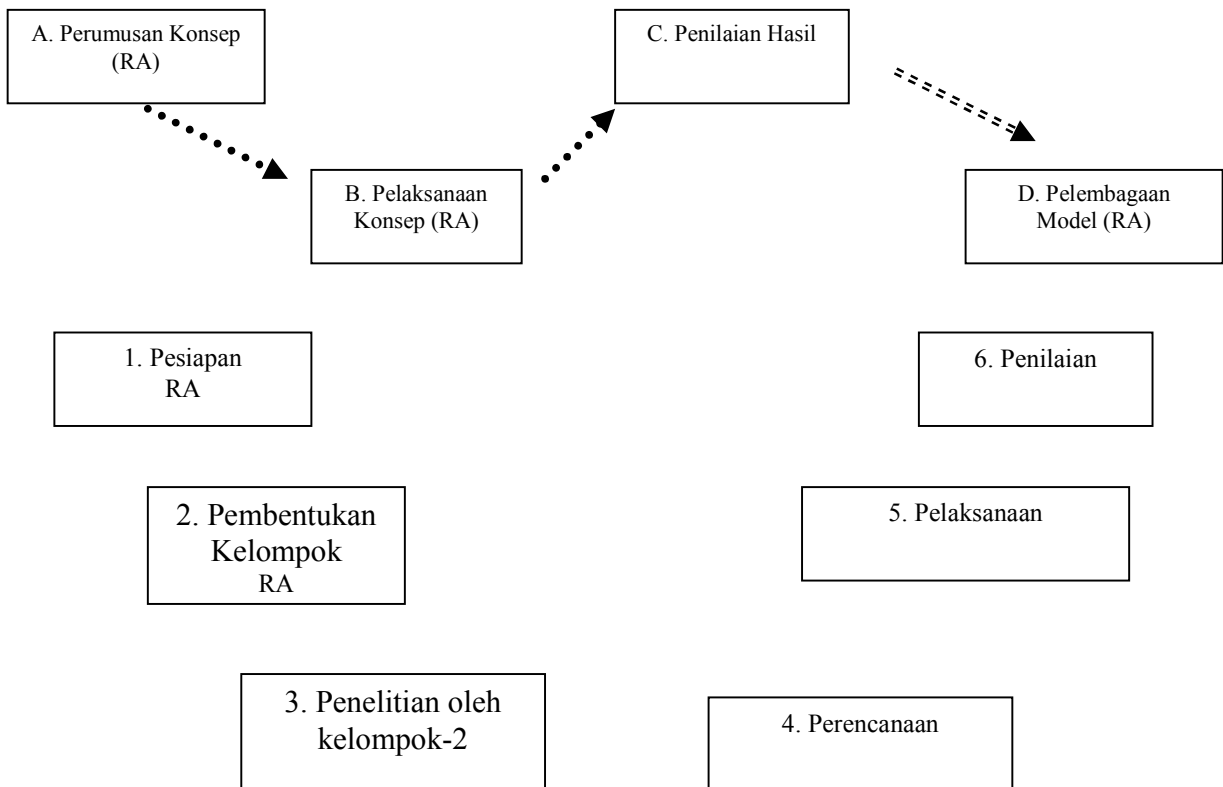 A. Perumusan Konsep
(RA)
C. Penilaian Hasil
B. Pelaksanaan
Konsep (RA)
D. Pelembagaan
Model (RA)
1. Pesiapan
RA
6. Penilaian
2. Pembentukan
Kelompok
RA
5. Pelaksanaan
3. Penelitian oleh
kelompok-2
4. Perencanaan